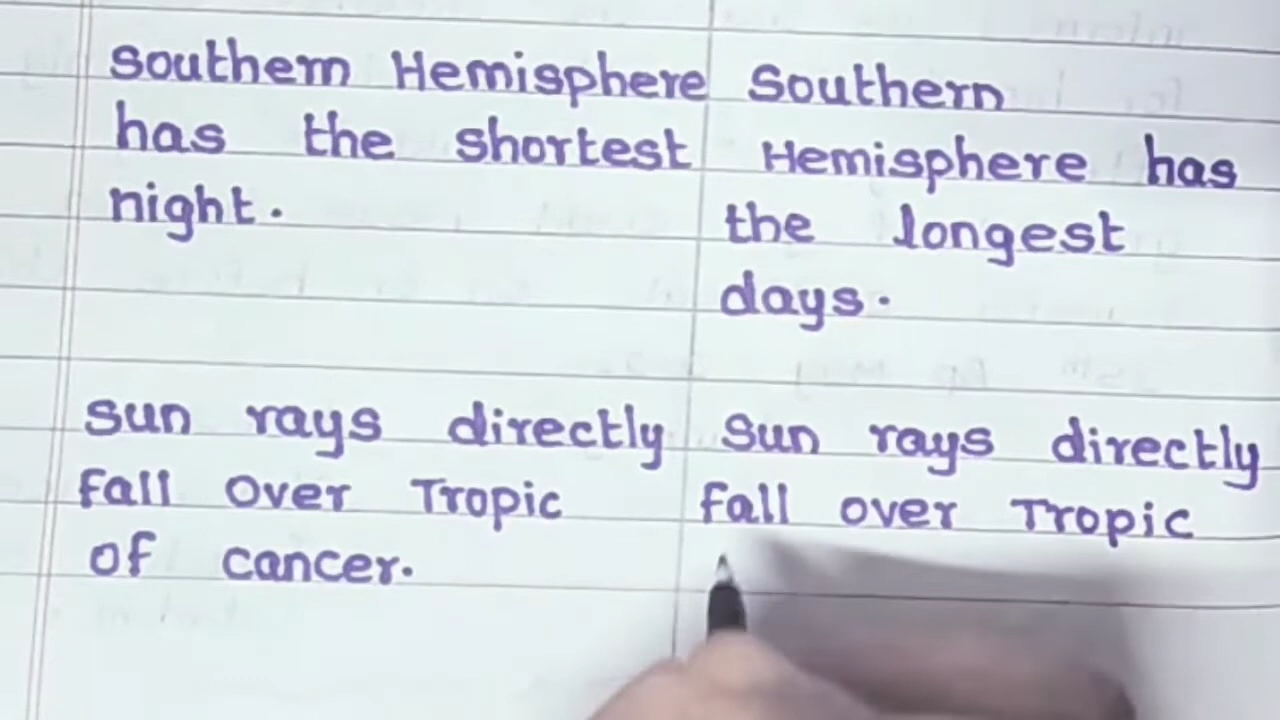 Southern Hemisphere
has the shortest
night.
Sun rays directly
fall over Tropic
of cancer.
Southern
Hemisphere has
the longest
days.
Sun rays directly
fall over Tropic